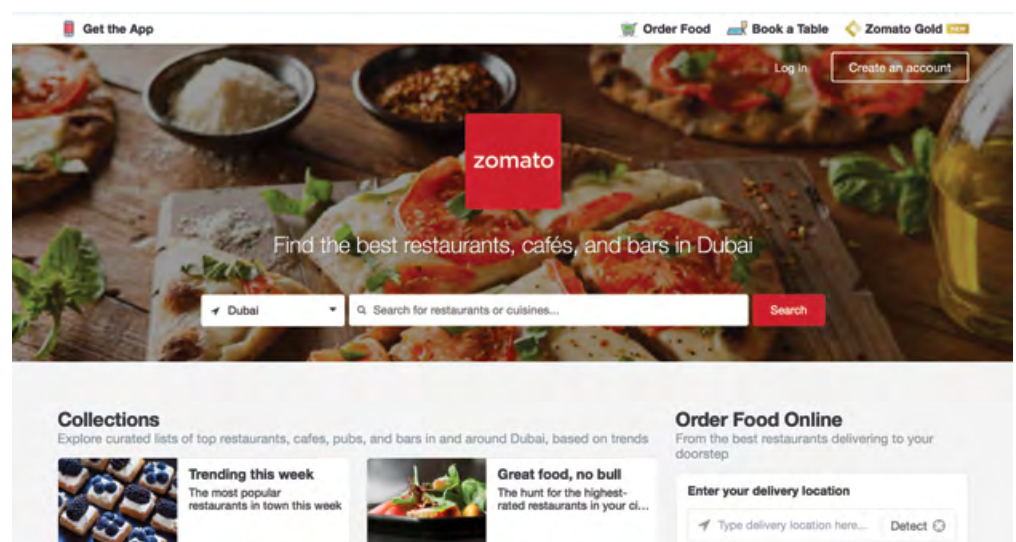 Get the App
Order Food
Book a Table
Zomato Gold NEW
Log in
Create an account
zomato
Find the best restaurants, cafés, and bars in Dubai
Dubai
Search for restaurants or cuisines...
Search
Collections
Explore curated lists of top restaurants, cafes, pubs, and bars in and around Dubai, based on trends
Trending this week
The most popular
restaurants in town this week
Great food, no bull
The hunt for the highest-
rated restaurants in your ci...
Order Food Online
From the best restaurants delivering to your
doorstep
Enter your delivery location
Type delivery location here...
Detect